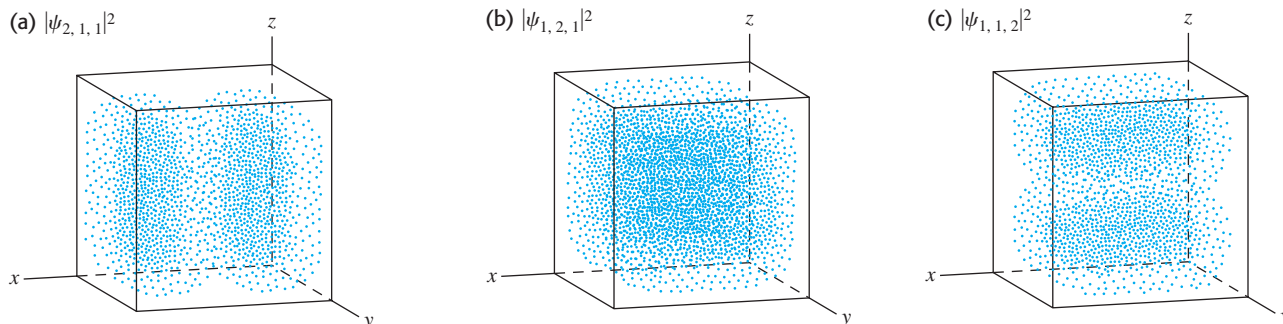 (a) |ψ2, 1, 1|²
z
x
y
(b) |ψ1, 2, 1|²
z
x
y
(c) |ψ1, 1, 2|²
z
x